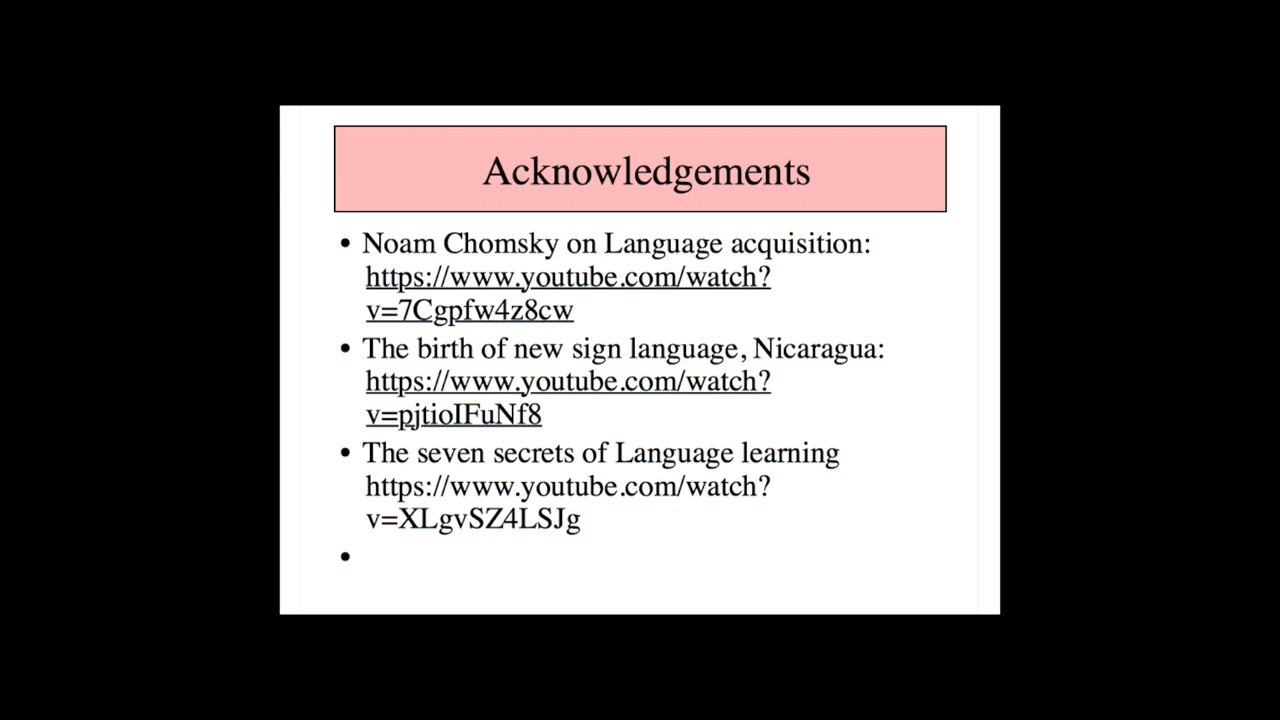 Acknowledgements
• Noam Chomsky on Language acquisition:
https://www.youtube.com/watch?
v=7Cgpfw4z8cw
• The birth of new sign language, Nicaragua:
https://www.youtube.com/watch?
v=pjtioIFuNf8
• The seven secrets of Language learning
https://www.youtube.com/watch?
v=XLgvSZ4LSJg
•